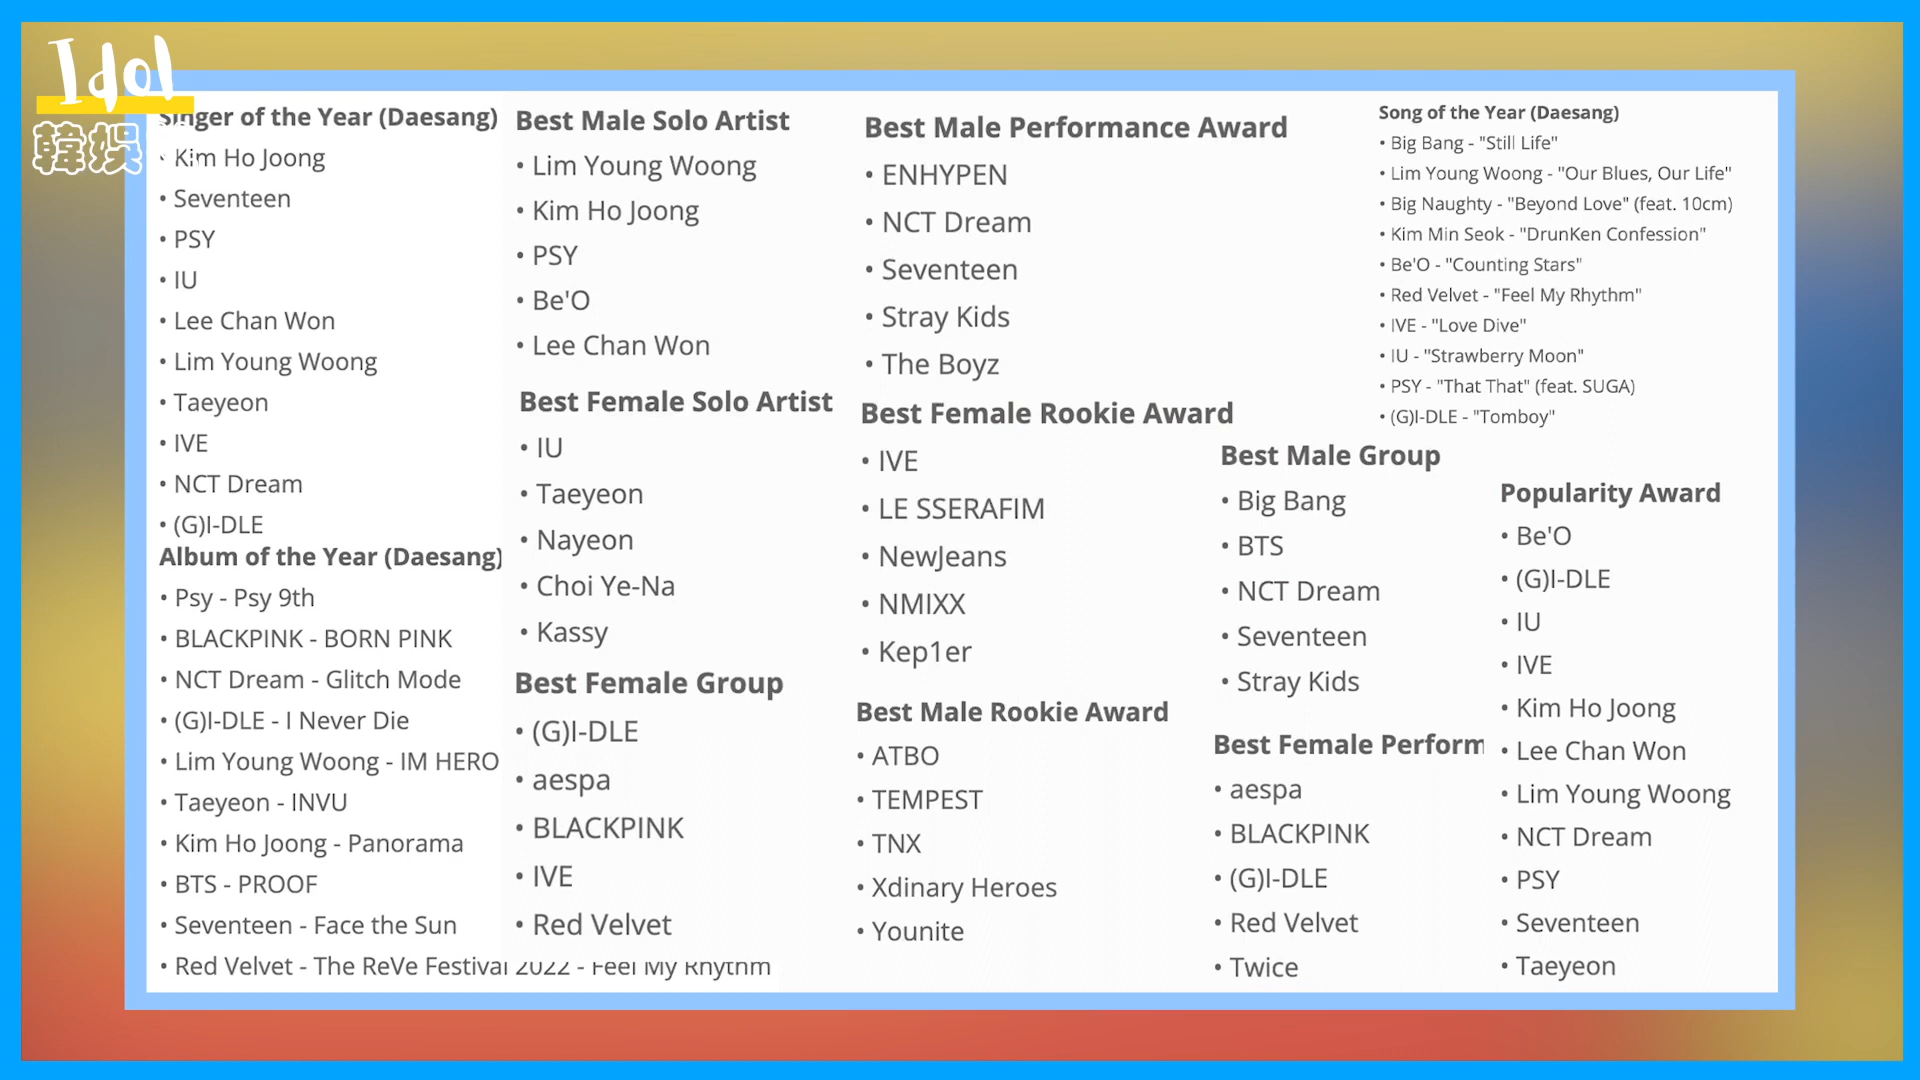 Idol
韓娛
Singer of the Year (Daesang)
• Kim Ho Joong
• Seventeen
• PSY
• IU
• Lee Chan Won
• Lim Young Woong
• Taeyeon
• IVE
• NCT Dream
• (G)I-DLE
Album of the Year (Daesang)
• Psy - Psy 9th
• BLACKPINK - BORN PINK
• NCT Dream - Glitch Mode
• (G)I-DLE - I Never Die
• Lim Young Woong - IM HERO
• Taeyeon - INVU
• Kim Ho Joong - Panorama
• BTS - PROOF
• Seventeen - Face the Sun
• Red Velvet - The ReVe Festival 2022 - Feel My Rhythm
Best Male Solo Artist
• Lim Young Woong
• Kim Ho Joong
• PSY
• Be'O
• Lee Chan Won
Best Female Solo Artist
• IU
• Taeyeon
• Nayeon
• Choi Ye-Na
• Kassy
Best Female Group
• (G)I-DLE
• aespa
• BLACKPINK
• IVE
• Red Velvet
Best Male Performance Award
• ENHYPEN
• NCT Dream
• Seventeen
• Stray Kids
• The Boyz
Best Female Rookie Award
• IVE
• LE SSERAFIM
• NewJeans
• NMIXX
• Kep1er
Best Male Rookie Award
• ATBO
• TEMPEST
• TNX
• Xdinary Heroes
• Younite
Song of the Year (Daesang)
• Big Bang - "Still Life"
• Lim Young Woong - "Our Blues, Our Life"
• Big Naughty - "Beyond Love" (feat. 10cm)
• Kim Min Seok - "DrunKen Confession"
• Be'O - "Counting Stars"
• Red Velvet - "Feel My Rhythm"
• IVE - "Love Dive"
• IU - "Strawberry Moon"
• PSY - "That That" (feat. SUGA)
• (G)I-DLE - "Tomboy"
Best Male Group
• Big Bang
• BTS
• NCT Dream
• Seventeen
• Stray Kids
Best Female Perform
• aespa
• BLACKPINK
• (G)I-DLE
• Red Velvet
• Twice
Popularity Award
• Be'O
• (G)I-DLE
• IU
• IVE
• Kim Ho Joong
• Lee Chan Won
• Lim Young Woong
• NCT Dream
• PSY
• Seventeen
• Taeyeon